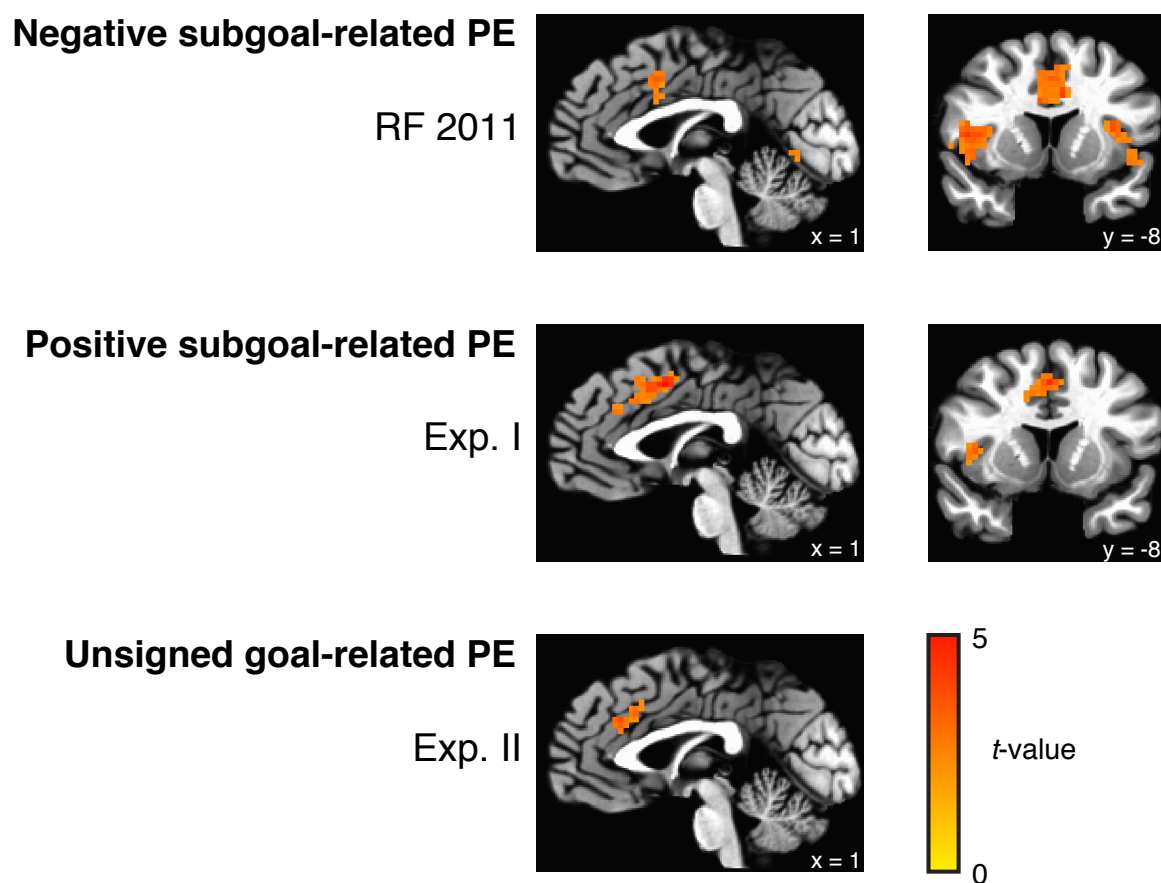 Negative subgoal-related PE
RF 2011
x = 1
y = -8
Positive subgoal-related PE
Exp. I
x = 1
y = -8
Unsigned goal-related PE
Exp. II
x = 1
5
t-value
0